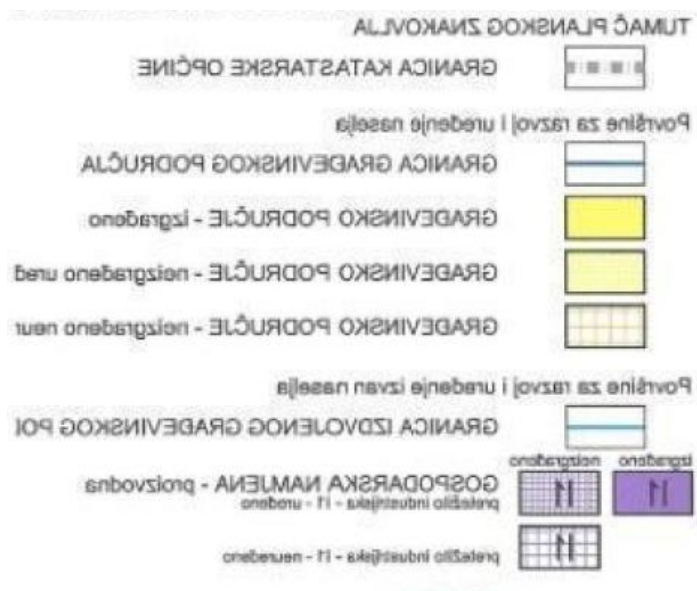 TUMAČ PLANSKOG ZNAKOVLJA
GRANICA KATASTARSKE OPĆINE
Površine za razvoj i uređenje naselja
GRANICA GRAĐEVINSKOG PODRUČJA
GRAĐEVINSKO PODRUČJE - izgrađeno
GRAĐEVINSKO PODRUČJE - neizgrađeno uređ
GRAĐEVINSKO PODRUČJE - neizgrađeno neur
Površine za razvoj i uređenje izvan naselja
GRANICA IZDVOJENOG GRAĐEVINSKOG POD
izgrađeno neizgrađeno
I1 I1 GOSPODARSKA NAMJENA - proizvodna
pretežito industrijska - I1 - uređeno
I1 pretežito industrijska - I1 - neuređeno